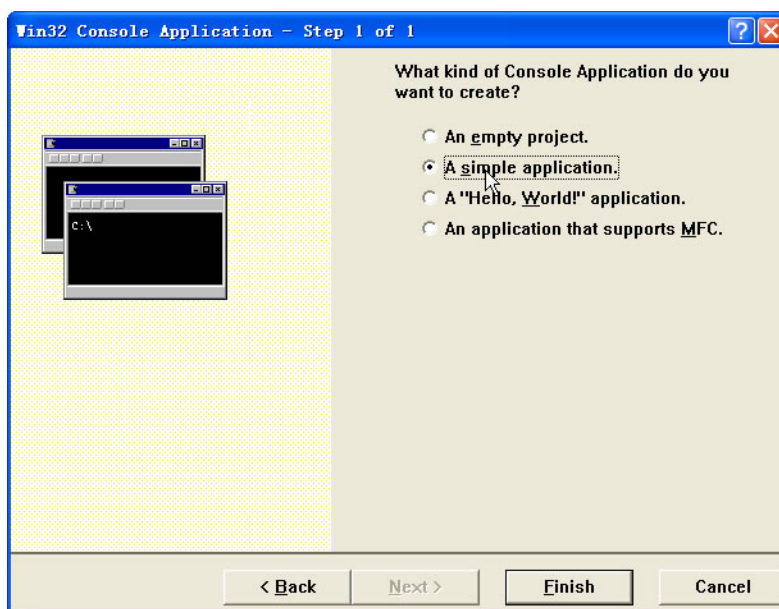 Win32 Console Application - Step 1 of 1
What kind of Console Application do you
want to create?
An empty project.
A simple application.
A "Hello, World!" application.
An application that supports MFC.
C:\
< Back
Next >
Finish
Cancel